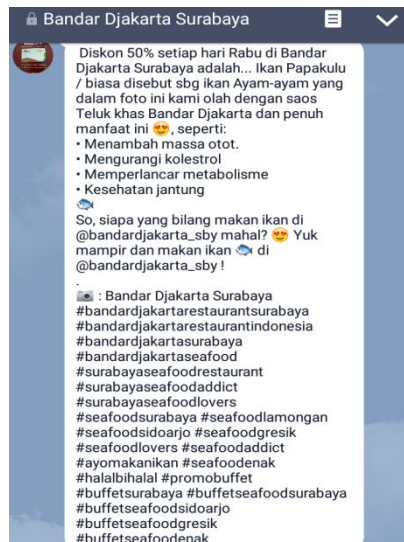 Bandar Djakarta Surabaya
Diskon 50% setiap hari Rabu di Bandar
Djakarta Surabaya adalah... Ikan Papakulu
/ biasa disebut sbg ikan Ayam-ayam yang
dalam foto ini kami olah dengan saos
Teluk khas Bandar Djakarta dan penuh
manfaat ini 😍, seperti:
• Menambah massa otot.
• Mengurangi kolestrol
• Memperlancar metabolisme
• Kesehatan jantung
🐟
So, siapa yang bilang makan ikan di
@bandardjakarta_sby mahal? 😍 Yuk
mampir dan makan ikan 🐟 di
@bandardjakarta_sby !
.
📷 : Bandar Djakarta Surabaya
#bandardjakartarestaurantsurabaya
#bandardjakartarestaurantindonesia
#bandardjakartasurabaya
#bandardjakartaseafood
#surabayaseafoodrestaurant
#surabayaseafoodaddict
#surabayaseafoodlovers
#seafoodsurabaya #seafoodlamongan
#seafoodsidoarjo #seafoodgresik
#seafoodlovers #seafoodaddict
#ayomakanikan #seafoodenak
#halalbihalal #promobuffet
#buffetsurabaya #buffetseafoodsurabaya
#buffetseafoodsidoarjo
#buffetseafoodgresik
#buffetseafoodenak